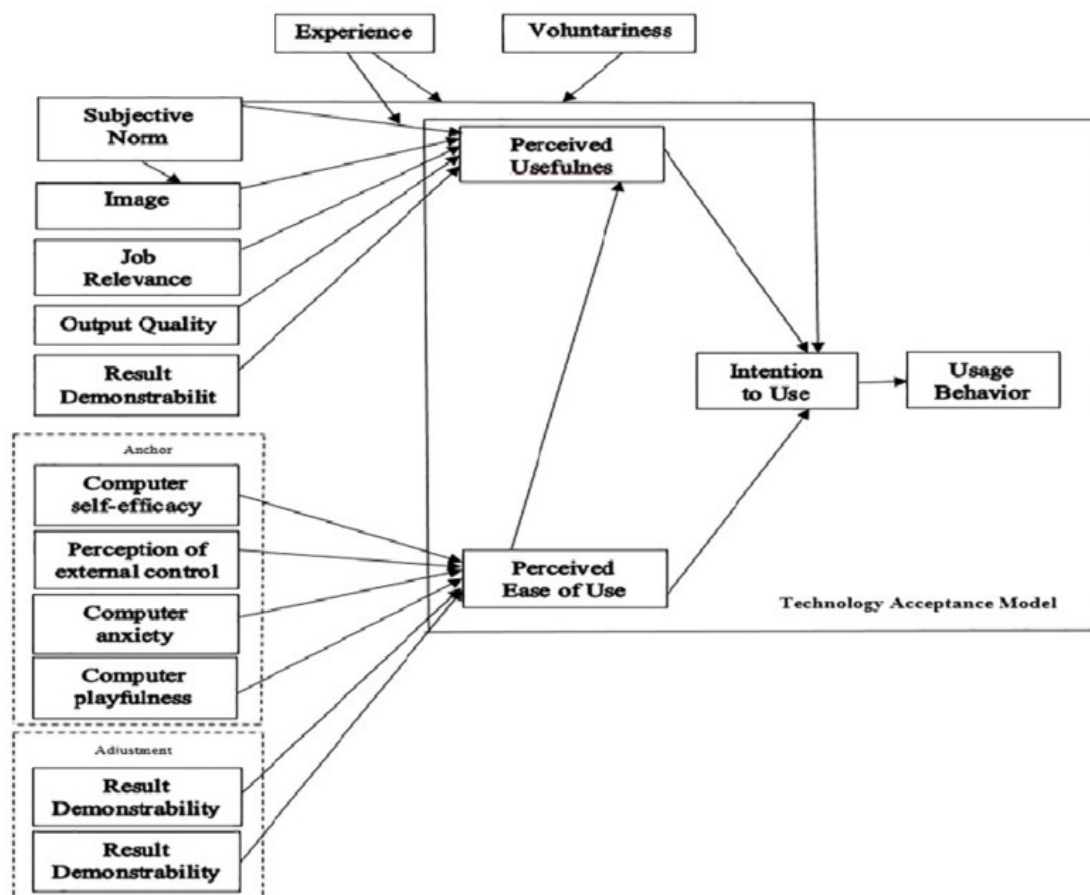 Experience
Voluntariness
Subjective
Norm
Perceived
Usefulnes
Image
Job
Relevance
Output Quality
Result
Demonstrabilit
Intention
to Use
Usage
Behavior
Anchor
Computer
self-efficacy
Perception of
external control
Computer
anxiety
Computer
playfulness
Perceived
Ease of Use
Technology Acceptance Model
Adjustment
Result
Demonstrability
Result
Demonstrability